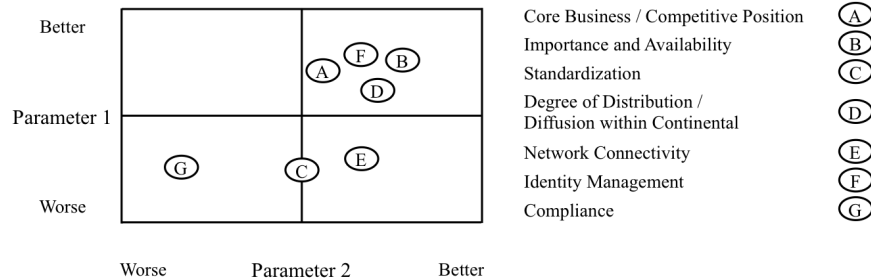 Better
Parameter 1
Worse
A
F
B
D
G
C
E
Worse
Parameter 2
Better
Core Business / Competitive Position A
Importance and Availability B
Standardization C
Degree of Distribution /
Diffusion within Continental D
Network Connectivity E
Identity Management F
Compliance G